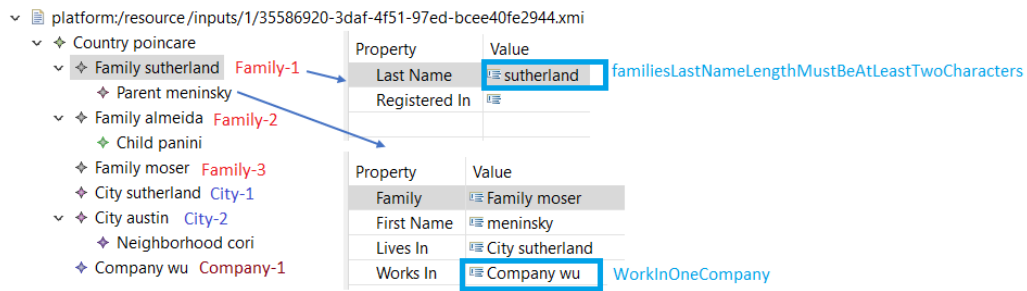 platform:/resource/inputs/1/35586920-3daf-4f51-97ed-bcee40fe2944.xmi
Country poincare
Family sutherland Family-1
Parent meninsky
Family almeida Family-2
Child panini
Family moser Family-3
City sutherland City-1
City austin City-2
Neighborhood cori
Company wu Company-1
Property Value
Last Name sutherland familiesLastNameLengthMustBeAtLeastTwoCharacters
Registered In
Property Value
Family Family moser
First Name meninsky
Lives In City sutherland
Works In Company wu WorkInOneCompany